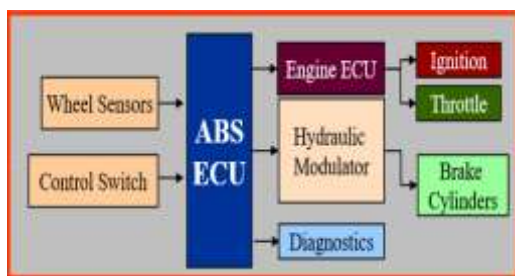 Wheel Sensors
Control Switch
ABS
ECU
Engine ECU
Hydraulic
Modulator
Diagnostics
Ignition
Throttle
Brake
Cylinders